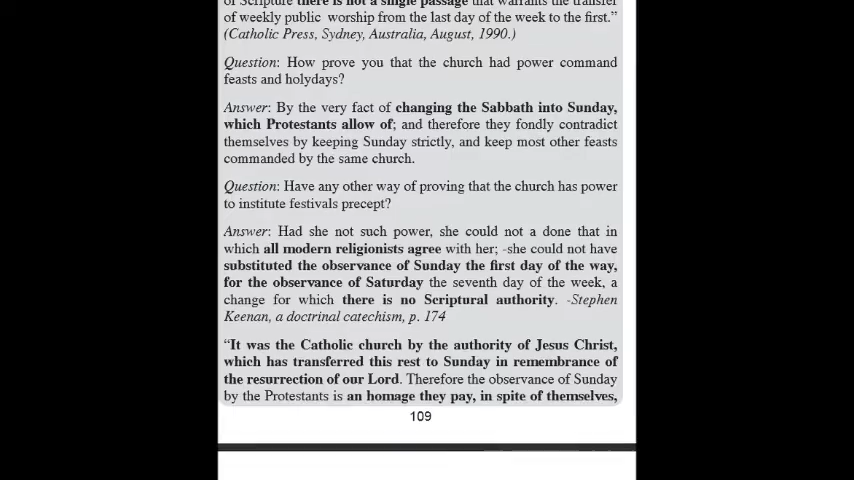 of Scripture there is not a single passage that warrants the transfer
of weekly public worship from the last day of the week to the first.”
(Catholic Press, Sydney, Australia, August, 1990.)
Question: How prove you that the church had power command
feasts and holydays?
Answer: By the very fact of changing the Sabbath into Sunday,
which Protestants allow of; and therefore they fondly contradict
themselves by keeping Sunday strictly, and keep most other feasts
commanded by the same church.
Question: Have any other way of proving that the church has power
to institute festivals precept?
Answer: Had she not such power, she could not a done that in
which all modern religionists agree with her; -she could not have
substituted the observance of Sunday the first day of the way,
for the observance of Saturday the seventh day of the week, a
change for which there is no Scriptural authority. -Stephen
Keenan, a doctrinal catechism, p. 174
“It was the Catholic church by the authority of Jesus Christ,
which has transferred this rest to Sunday in remembrance of
the resurrection of our Lord. Therefore the observance of Sunday
by the Protestants is an homage they pay, in spite of themselves,
109